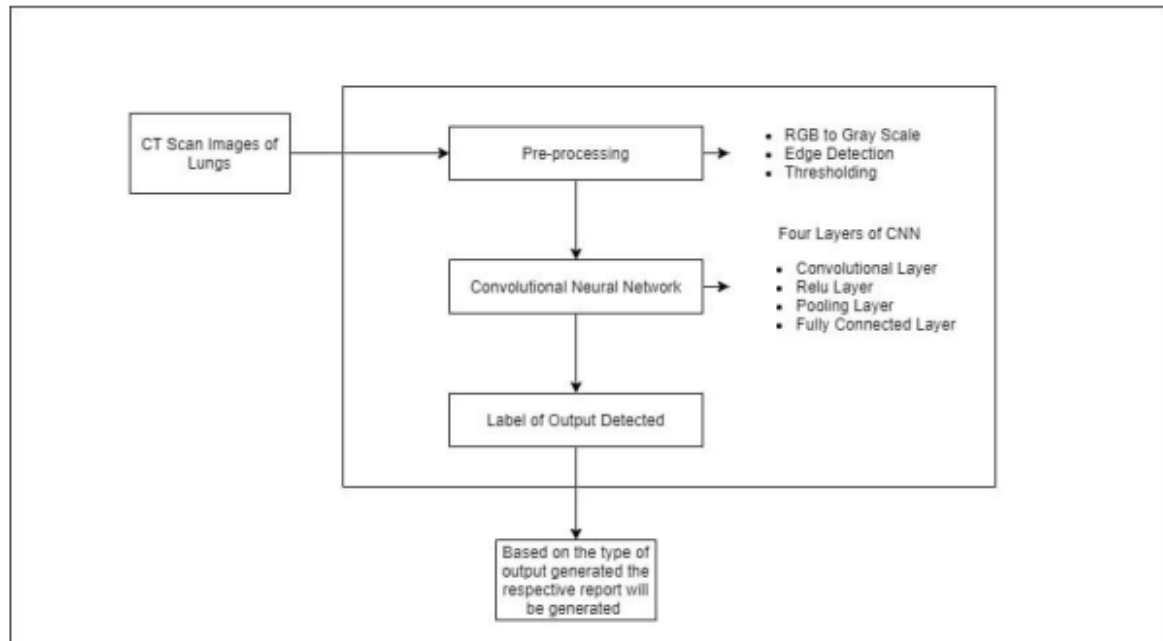 CT Scan Images of
Lungs
Pre-processing
RGB to Gray Scale
Edge Detection
Thresholding
Four Layers of CNN
Convolutional Neural Network
Convolutional Layer
Relu Layer
Pooling Layer
Fully Connected Layer
Label of Output Detected
Based on the type of
output generated the
respective report will
be generated